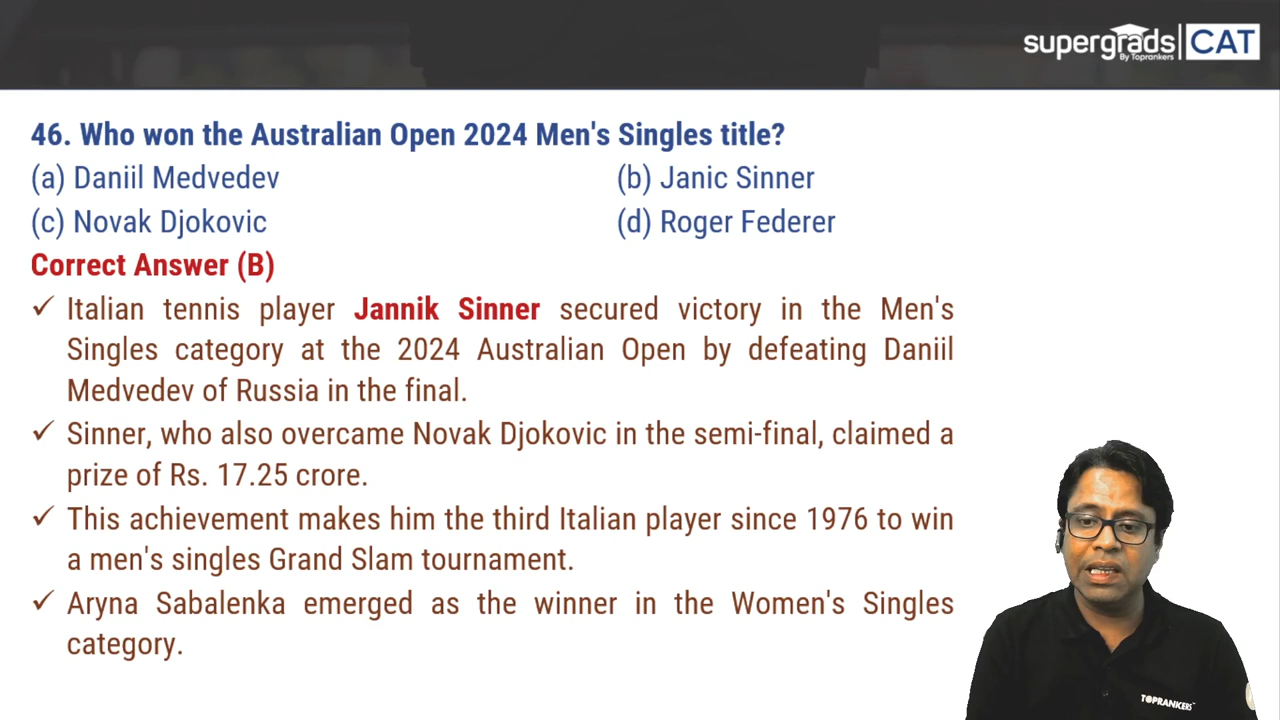 supergrads CAT
By Toprankers
46. Who won the Australian Open 2024 Men's Singles title?
(a) Daniil Medvedev (b) Janic Sinner
(c) Novak Djokovic (d) Roger Federer
Correct Answer (B)
✓ Italian tennis player Jannik Sinner secured victory in the Men's
Singles category at the 2024 Australian Open by defeating Daniil
Medvedev of Russia in the final.
✓ Sinner, who also overcame Novak Djokovic in the semi-final, claimed a
prize of Rs. 17.25 crore.
✓ This achievement makes him the third Italian player since 1976 to win
a men's singles Grand Slam tournament.
✓ Aryna Sabalenka emerged as the winner in the Women's Singles
category.
TOPRANKERS